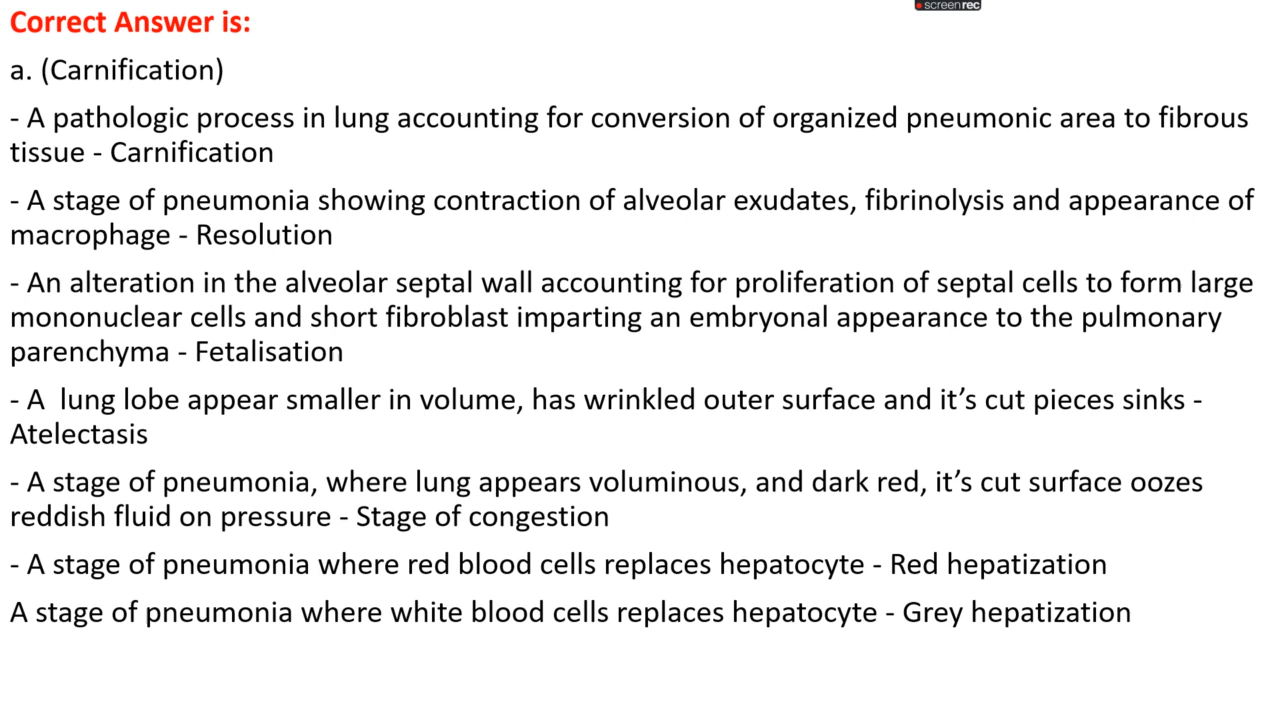 screenrec
Correct Answer is:
a. (Carnification)
- A pathologic process in lung accounting for conversion of organized pneumonic area to fibrous
tissue - Carnification
- A stage of pneumonia showing contraction of alveolar exudates, fibrinolysis and appearance of
macrophage - Resolution
- An alteration in the alveolar septal wall accounting for proliferation of septal cells to form large
mononuclear cells and short fibroblast imparting an embryonal appearance to the pulmonary
parenchyma - Fetalisation
- A  lung lobe appear smaller in volume, has wrinkled outer surface and it’s cut pieces sinks -
Atelectasis
- A stage of pneumonia, where lung appears voluminous, and dark red, it’s cut surface oozes
reddish fluid on pressure - Stage of congestion
- A stage of pneumonia where red blood cells replaces hepatocyte - Red hepatization
A stage of pneumonia where white blood cells replaces hepatocyte - Grey hepatization